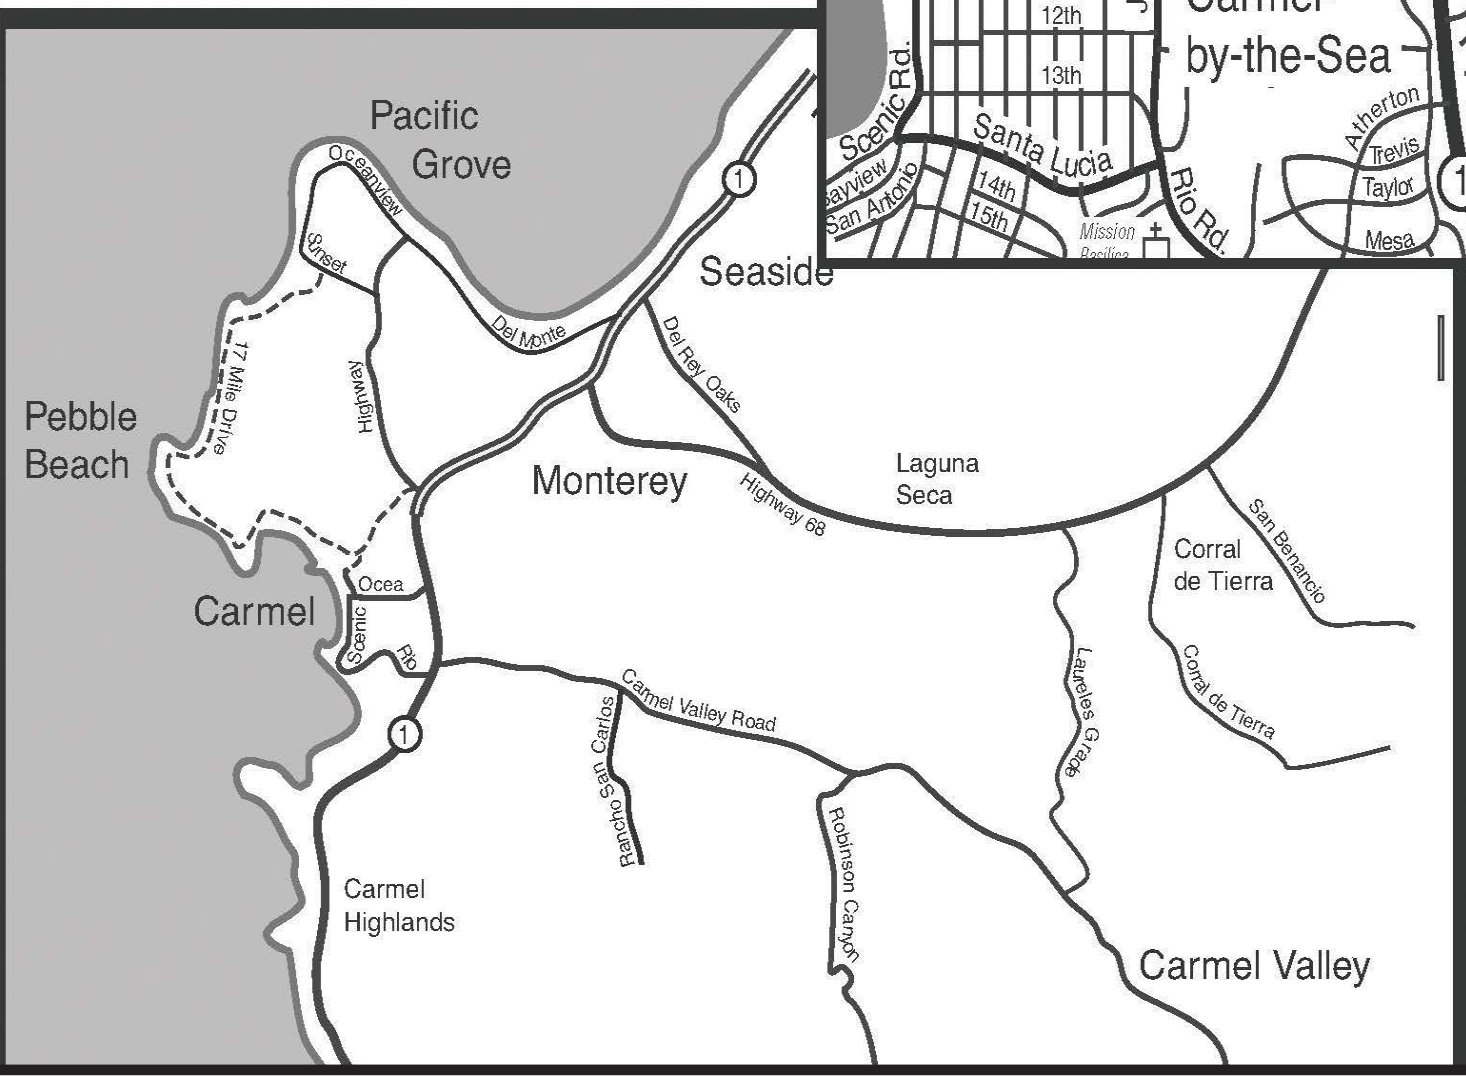 12th
Carmel-
by-the-Sea
13th
Scenic Rd.
Santa Lucia
Atherton
Trevis
Taylor
Mesa
1
San Antonio
14th
15th
Rio Rd.
Mission
Basilica
Pacific
Grove
Oceanview
Sunset
1
Seaside
Del Monte
Del Rey Oaks
17 Mile Drive
Highway
Pebble
Beach
Monterey
Highway 68
Laguna
Seca
San Benancio
Corral
de Tierra
Corral de Tierra
Carmel
Ocea
Scenic
Rio
Carmel Valley Road
Laureles Grade
1
Rancho San Carlos
Robinson Canyon
Carmel
Highlands
Carmel Valley